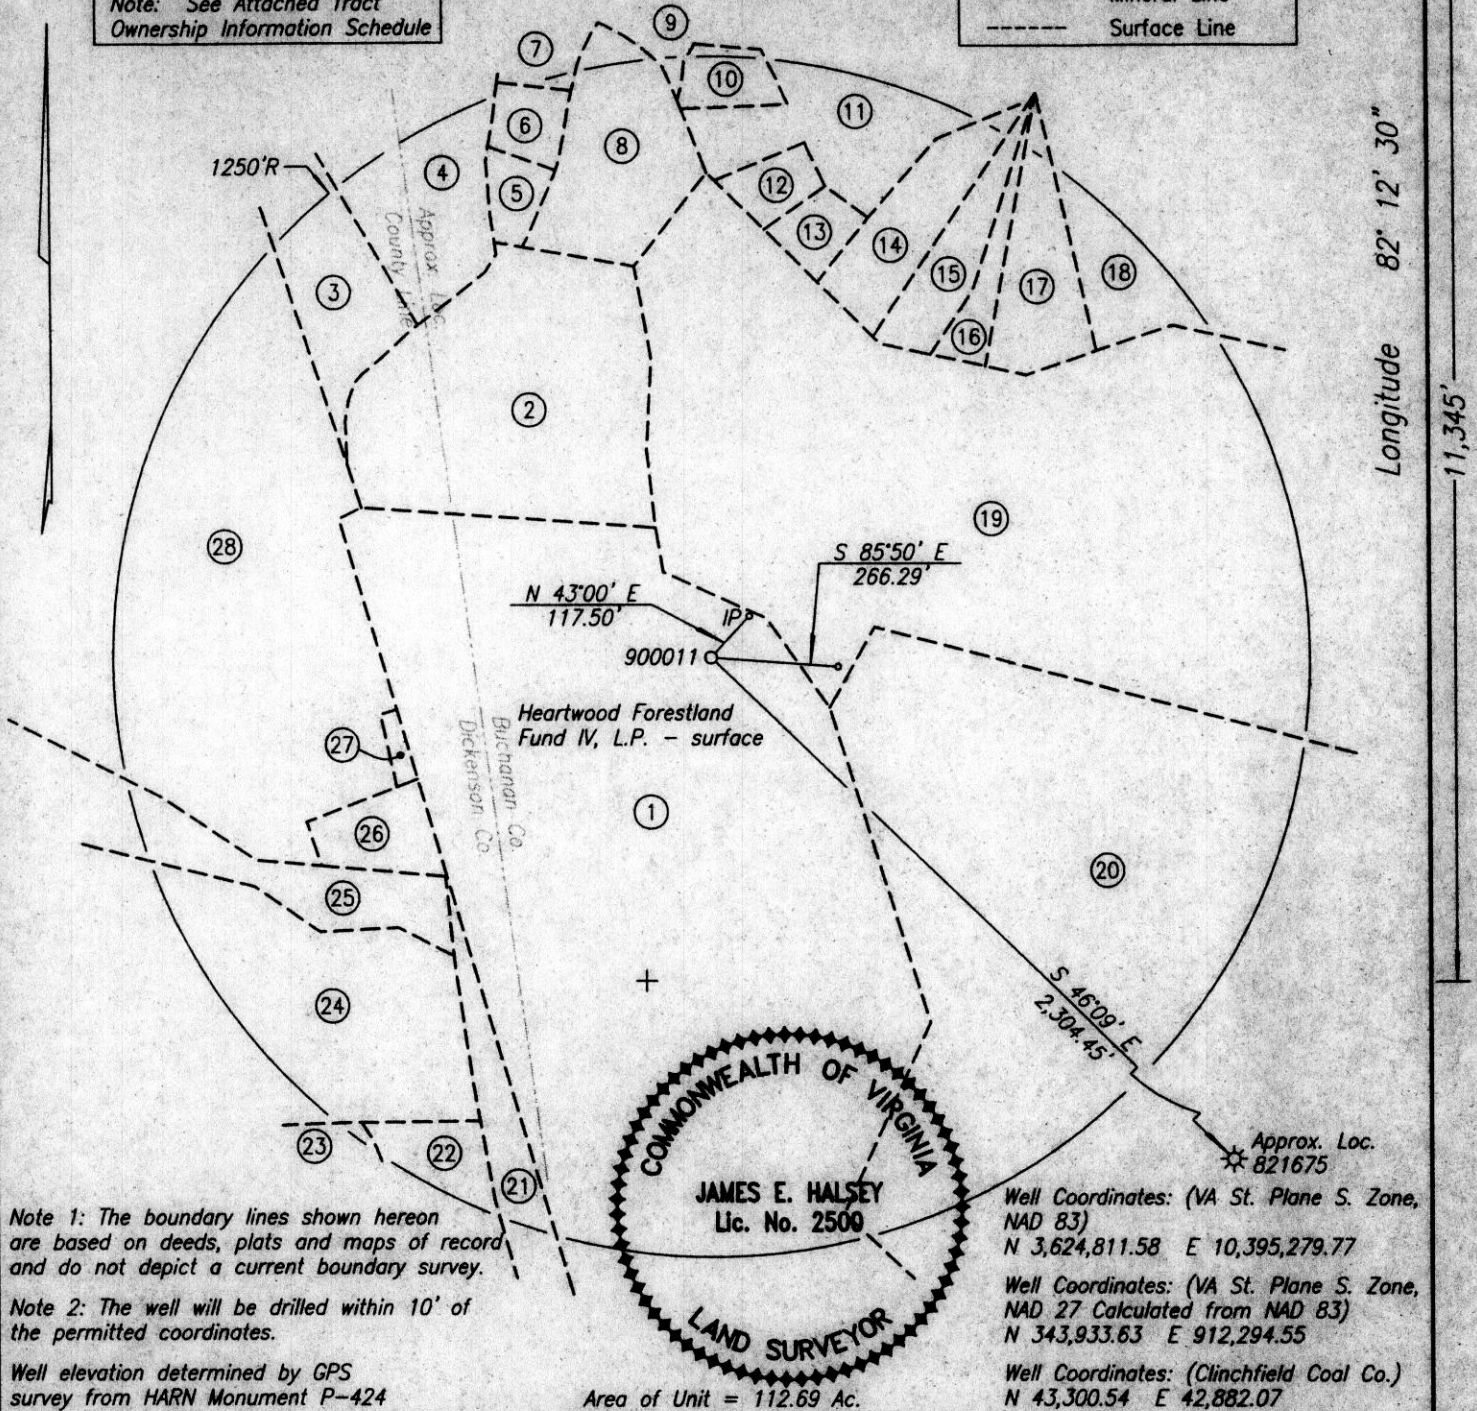 Note: See Attached Tract
Ownership Information Schedule
Surface Line
9
7
10
6
8
11
4
1250'R
5
12
13
14
15
17
18
3
16
Approx. Loc.
County Line
2
Longitude 82° 12' 30"
11,345'
19
28
S 85°50' E
266.29'
N 43°00' E
117.50'
IP
900011
Heartwood Forestland
Fund IV, L.P. - surface
Buchanan Co.
Dickenson Co.
27
1
26
20
25
24
S 46°09' E
2,304.45'
23
22
21
Approx. Loc.
821675
COMMONWEALTH OF VIRGINIA
JAMES E. HALSEY
Lic. No. 2500
LAND SURVEYOR
Note 1: The boundary lines shown hereon
are based on deeds, plats and maps of record
and do not depict a current boundary survey.
Note 2: The well will be drilled within 10' of
the permitted coordinates.
Well elevation determined by GPS
survey from HARN Monument P-424
Area of Unit = 112.69 Ac.
Well Coordinates: (VA St. Plane S. Zone,
NAD 83)
N 3,624,811.58 E 10,395,279.77
Well Coordinates: (VA St. Plane S. Zone,
NAD 27 Calculated from NAD 83)
N 343,933.63 E 912,294.55
Well Coordinates: (Clinchfield Coal Co.)
N 43,300.54 E 42,882.07